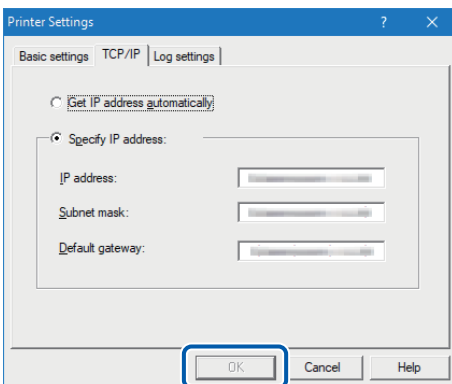 Printer Settings ?
Basic settings TCP/IP Log settings
Get IP address automatically
Specify IP address:
IP address:
Subnet mask:
Default gateway:
OK Cancel Help